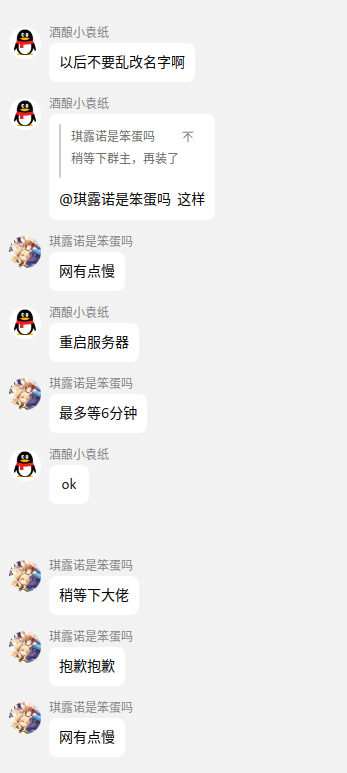 酒酿小袁纸
以后不要乱改名字啊
酒酿小袁纸
琪露诺是笨蛋吗 不
稍等下群主，再装了
@琪露诺是笨蛋吗 这样
琪露诺是笨蛋吗
网有点慢
酒酿小袁纸
重启服务器
琪露诺是笨蛋吗
最多等6分钟
酒酿小袁纸
ok
琪露诺是笨蛋吗
稍等下大佬
琪露诺是笨蛋吗
抱歉抱歉
琪露诺是笨蛋吗
网有点慢